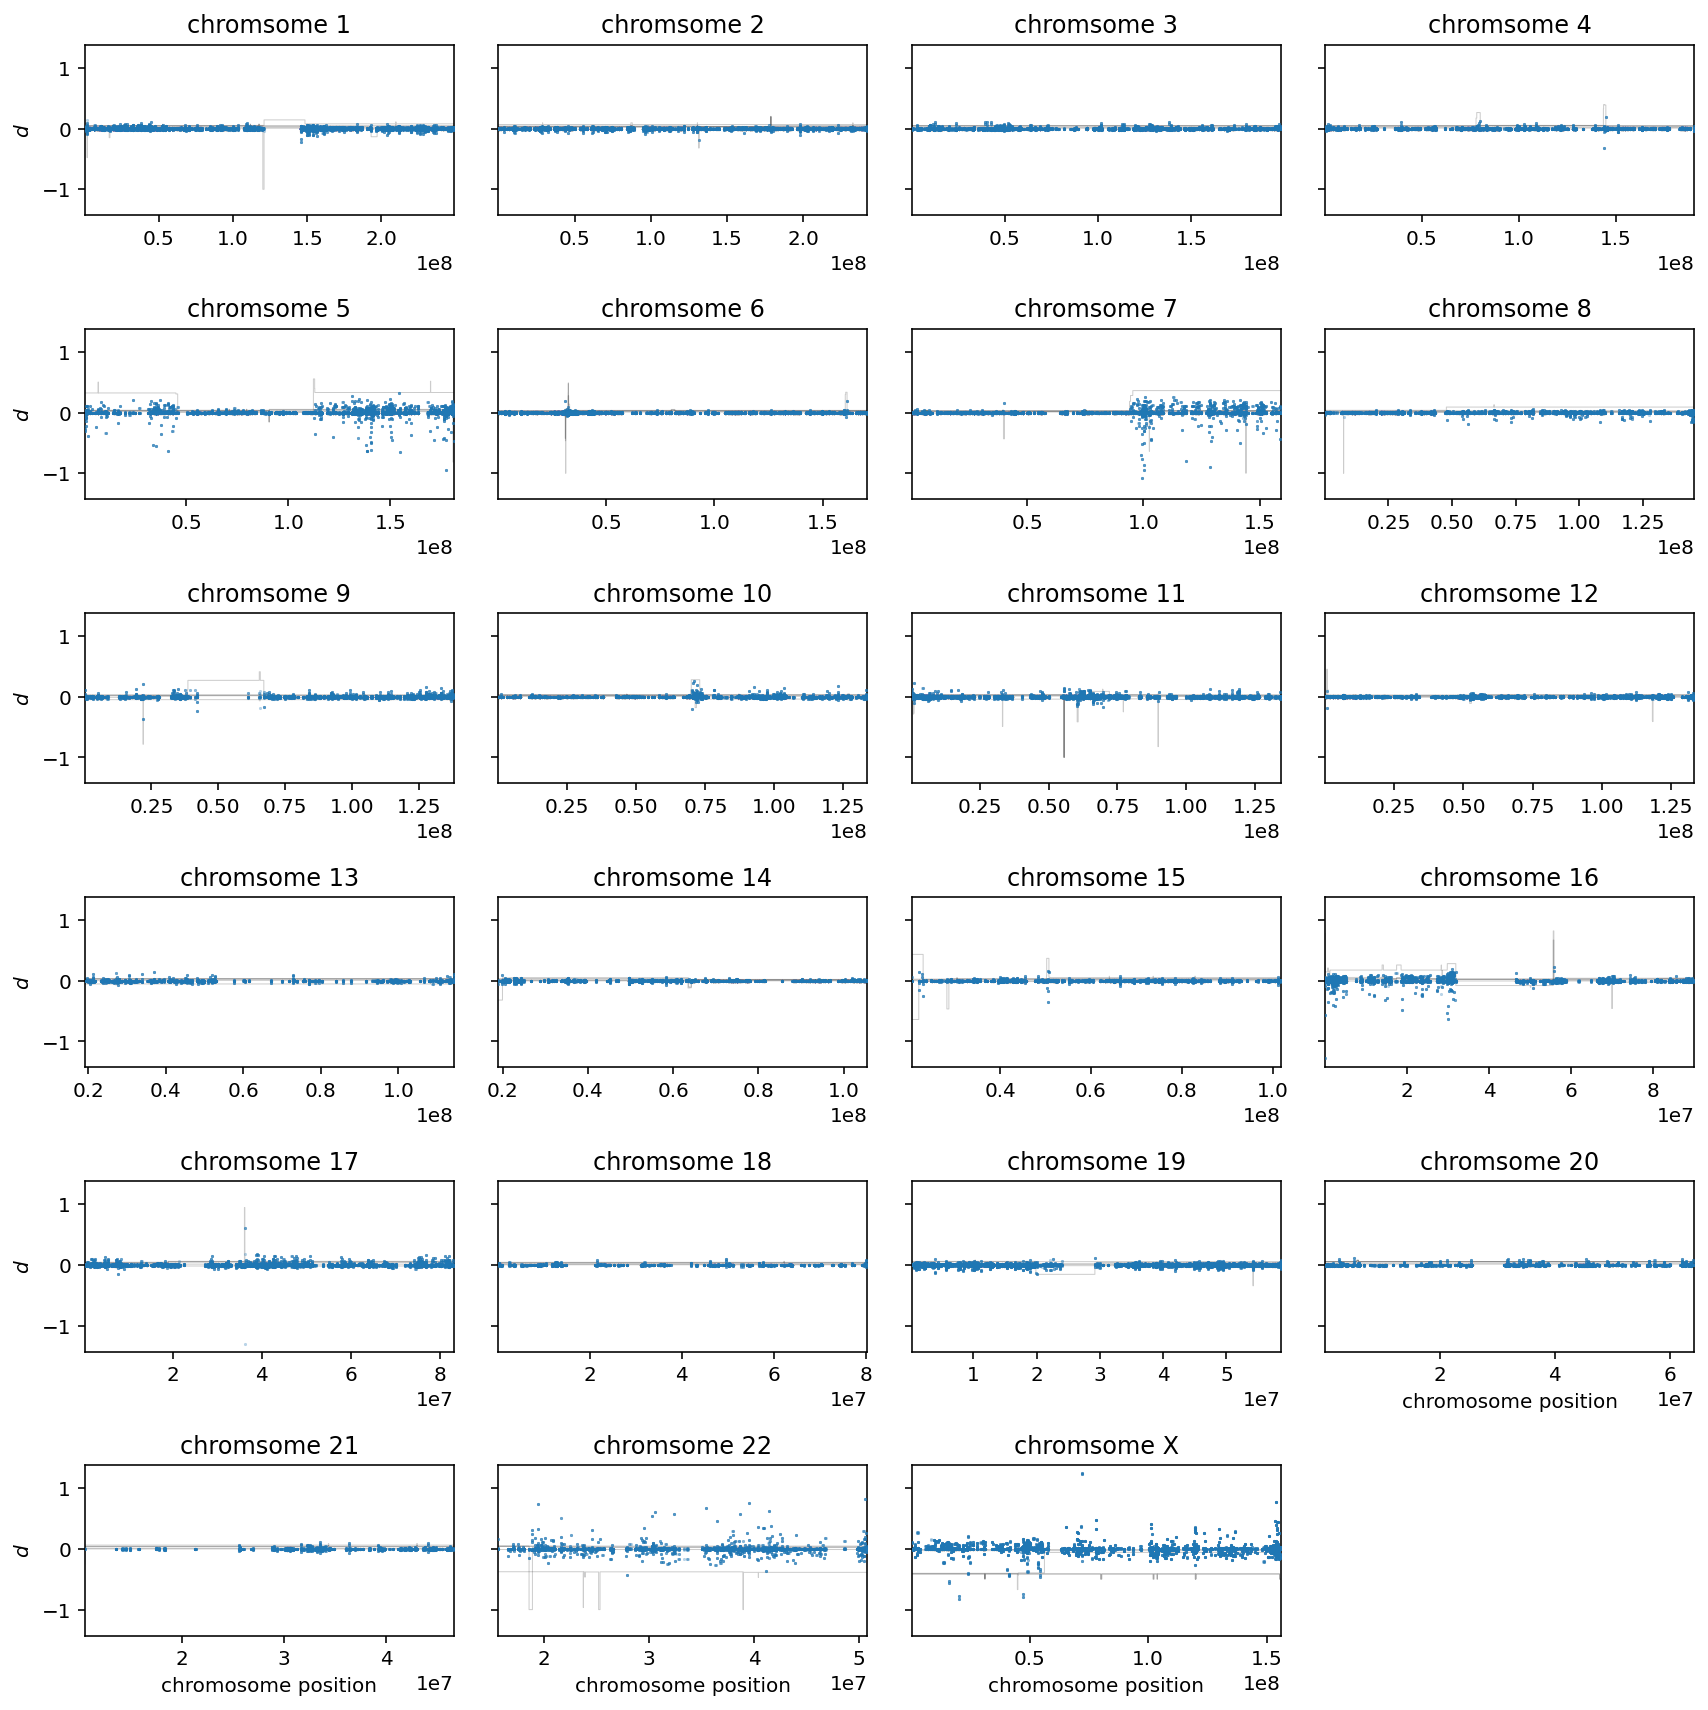 chromsome 1 chromsome 2 chromsome 3 chromsome 4
1
0
−1
d
0.5 1.0 1.5 2.0 0.5 1.0 1.5 2.0 0.5 1.0 1.5 0.5 1.0 1.5
1e8 1e8 1e8 1e8
chromsome 5 chromsome 6 chromsome 7 chromsome 8
1
0
−1
d
0.5 1.0 1.5 0.5 1.0 1.5 0.5 1.0 1.5 0.25 0.50 0.75 1.00 1.25
1e8 1e8 1e8 1e8
chromsome 9 chromsome 10 chromsome 11 chromsome 12
1
0
−1
d
0.25 0.50 0.75 1.00 1.25 0.25 0.50 0.75 1.00 1.25 0.25 0.50 0.75 1.00 1.25 0.25 0.50 0.75 1.00 1.25
1e8 1e8 1e8 1e8
chromsome 13 chromsome 14 chromsome 15 chromsome 16
1
0
−1
d
0.2 0.4 0.6 0.8 1.0 0.2 0.4 0.6 0.8 1.0 0.4 0.6 0.8 1.0 2 4 6 8
1e8 1e8 1e8 1e7
chromsome 17 chromsome 18 chromsome 19 chromsome 20
1
0
−1
d
2 4 6 8 2 4 6 8 1 2 3 4 5 2 4 6
1e7 1e7 1e7 chromosome position 1e7
chromsome 21 chromsome 22 chromsome X
1
0
−1
d
2 3 4 2 3 4 5 0.5 1.0 1.5
chromosome position 1e7 chromosome position 1e7 chromosome position 1e8